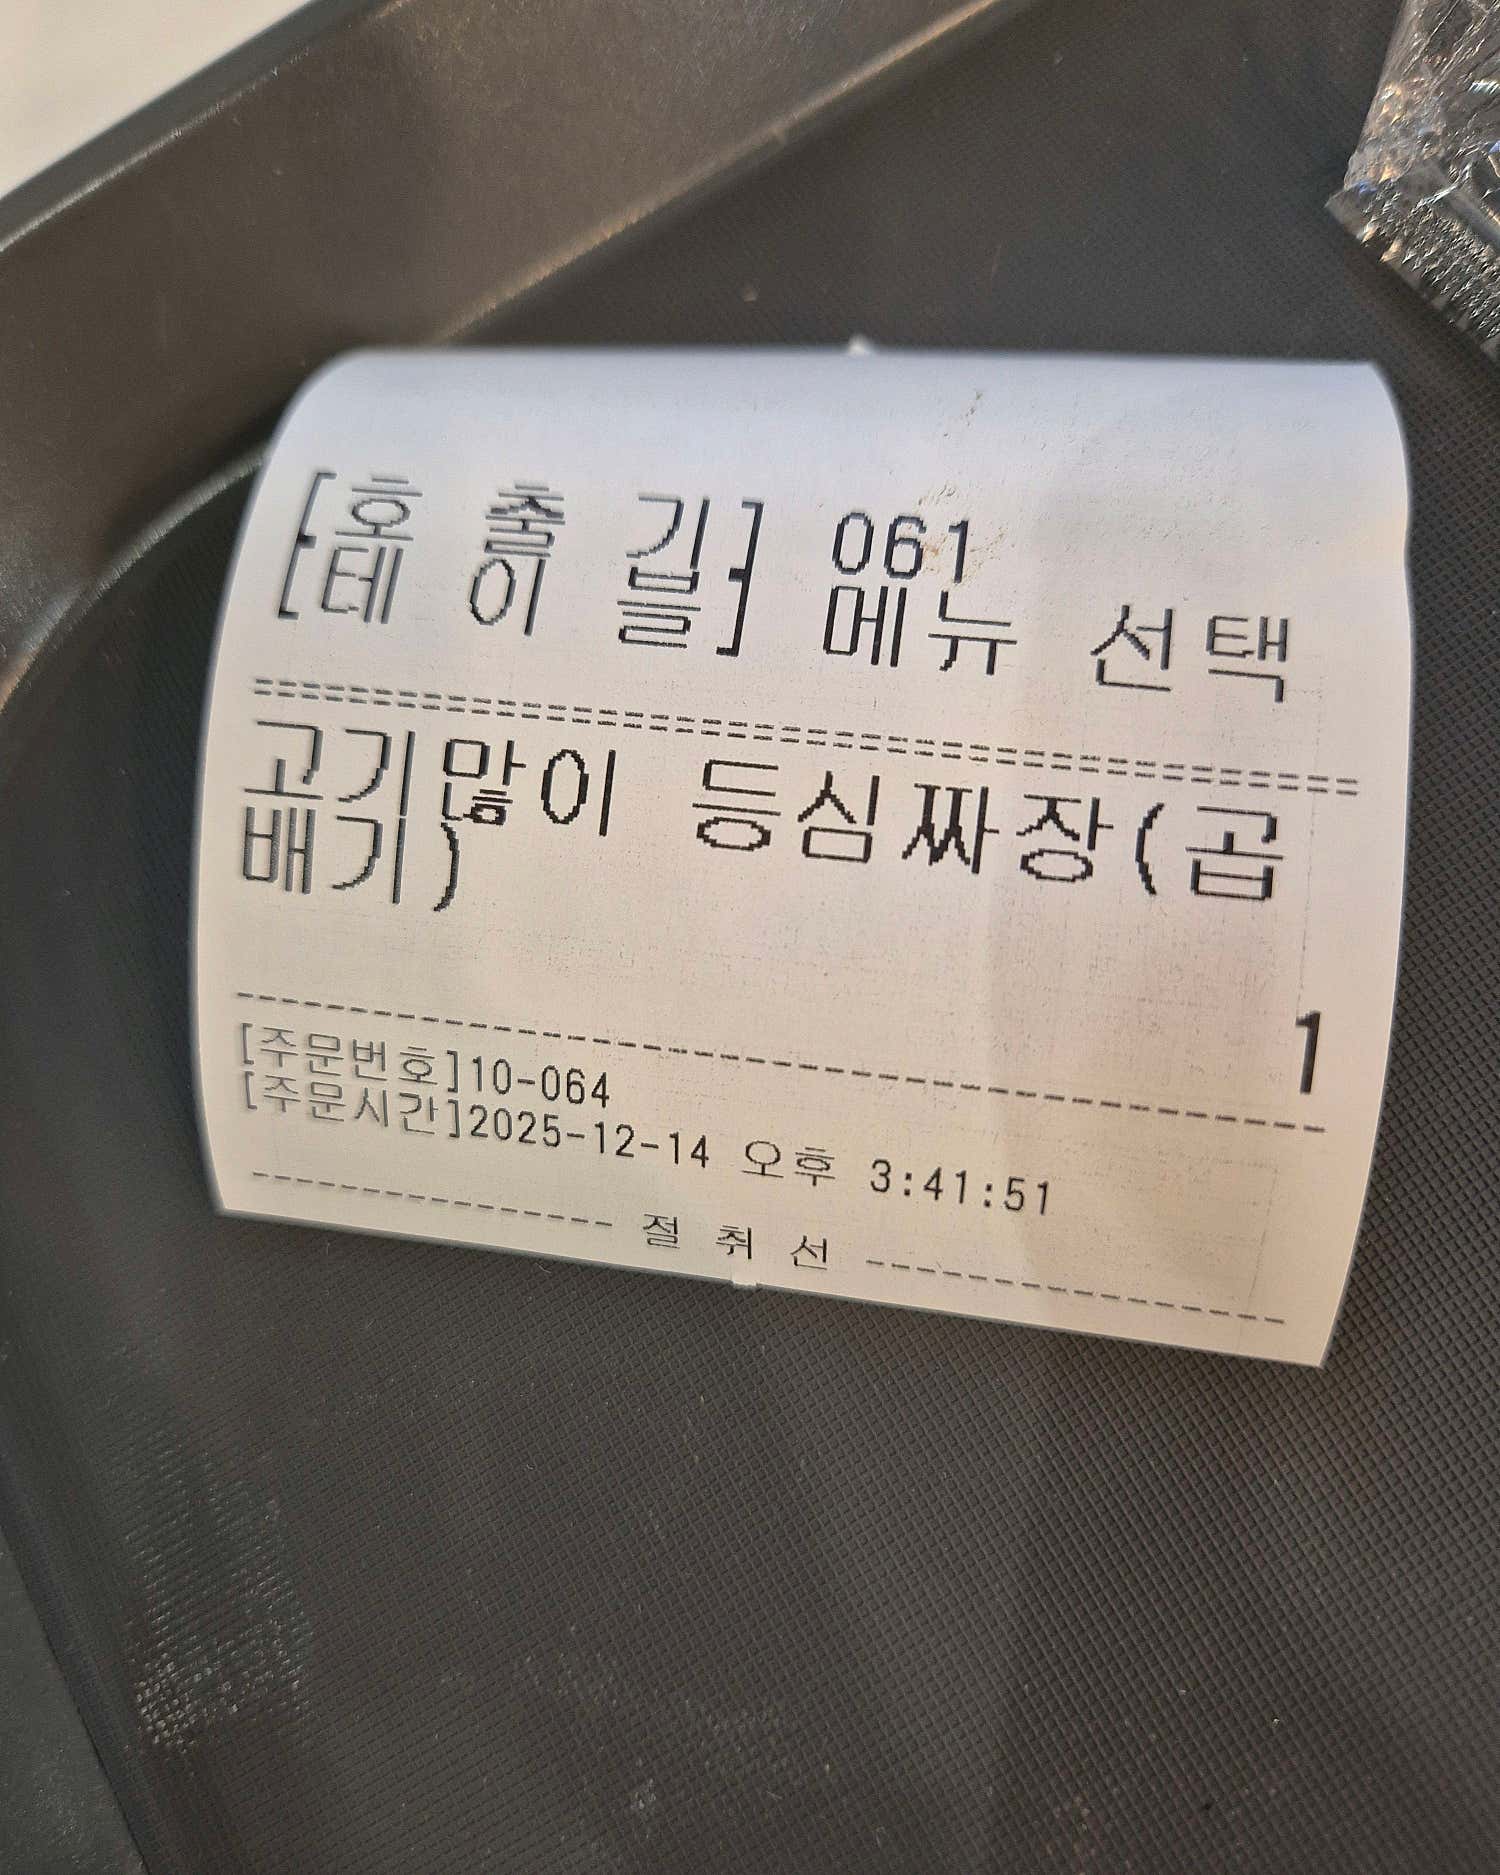 [호 출 기] 061
[테 이 블] 메뉴 선택
==========================================
고기많이 등심짜장(곱
배기)
1
------------------------------------------
[주문번호]10-064
[주문시간]2025-12-14 오후 3:41:51
--------------- 절 취 선 ----------------